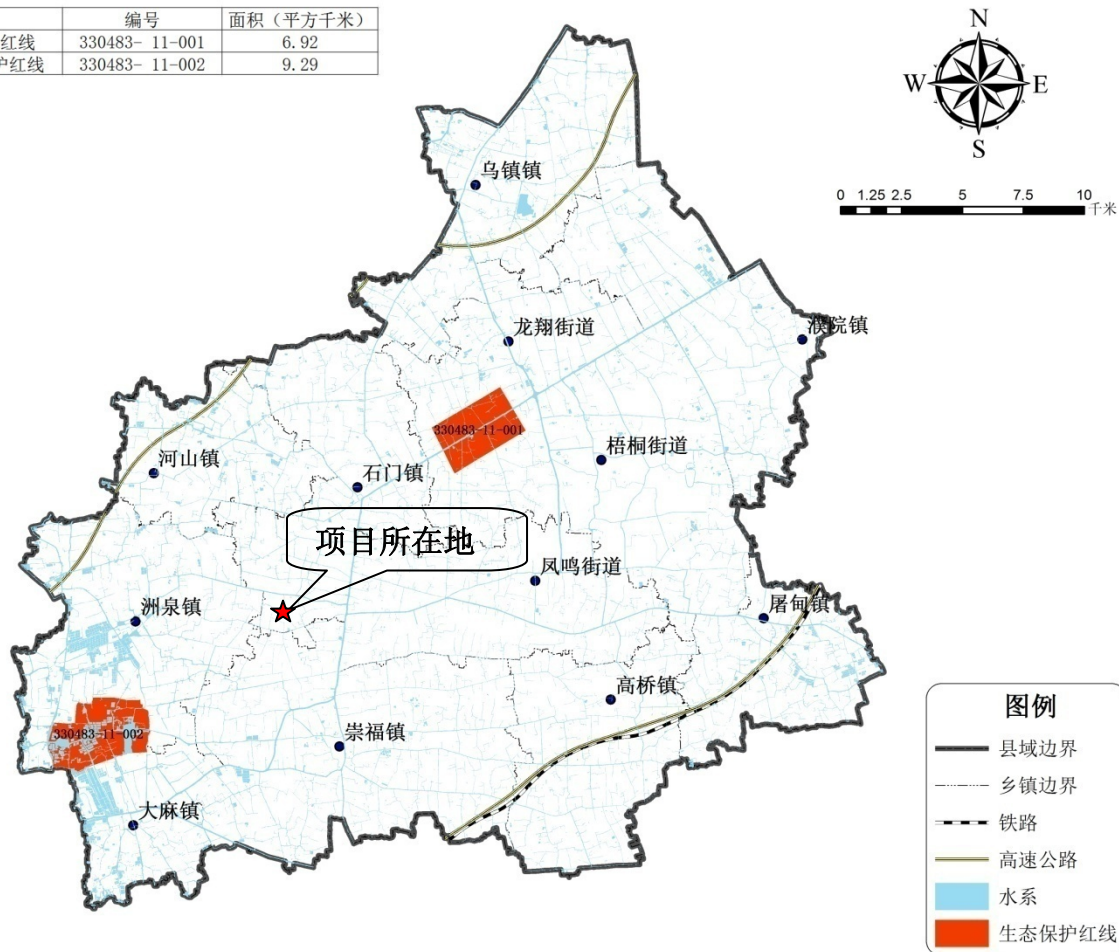 编号 面积（平方千米）
红线 330483- 11-001 6.92
户红线 330483- 11-002 9.29
N
W E
S
0 1.25 2.5 5 7.5 10
千米
乌镇镇
龙翔街道
濮院镇
330483-11-001
梧桐街道
河山镇
石门镇
项目所在地
凤鸣街道
洲泉镇
屠甸镇
高桥镇
330483-11-002
崇福镇
大麻镇
图例
县域边界
乡镇边界
铁路
高速公路
水系
生态保护红线